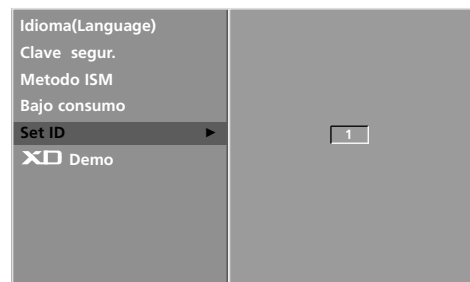 Idioma(Language)
Clave segur.
Metodo ISM
Bajo consumo
Set ID ► 1
XD Demo